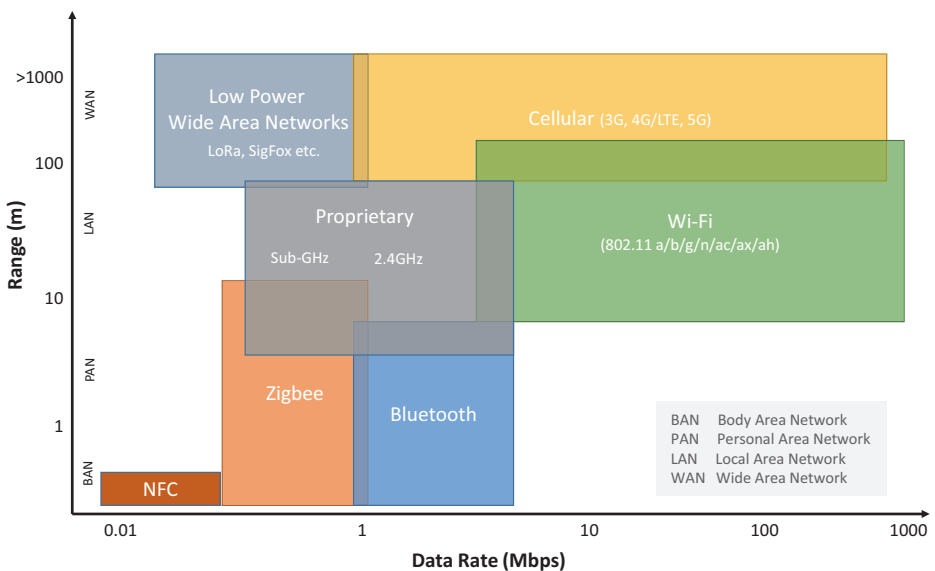 Range (m)
>1000
100
10
1
WAN
LAN
PAN
BAN
Low Power
Wide Area Networks
LoRa, SigFox etc.
Cellular (3G, 4G/LTE, 5G)
Proprietary
Sub-GHz 2.4GHz
Wi-Fi
(802.11 a/b/g/n/ac/ax/ah)
Zigbee
Bluetooth
NFC
BAN Body Area Network
PAN Personal Area Network
LAN Local Area Network
WAN Wide Area Network
0.01 1 10 100 1000
Data Rate (Mbps)